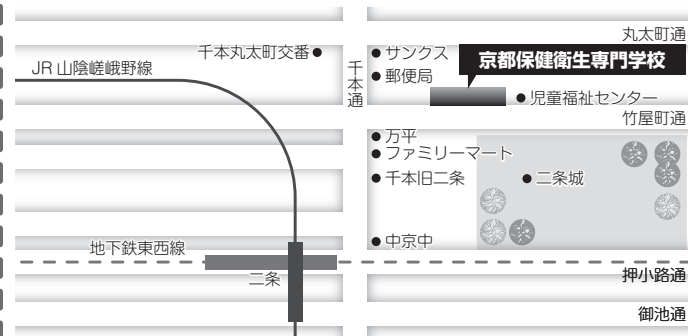 丸太町通
千本丸太町交番
サンクス
京都保健衛生専門学校
JR山陰嵯峨野線
千本通
郵便局
児童福祉センター
竹屋町通
万平
ファミリーマート
千本旧二条
二条城
中京中
地下鉄東西線
二条
押小路通
御池通